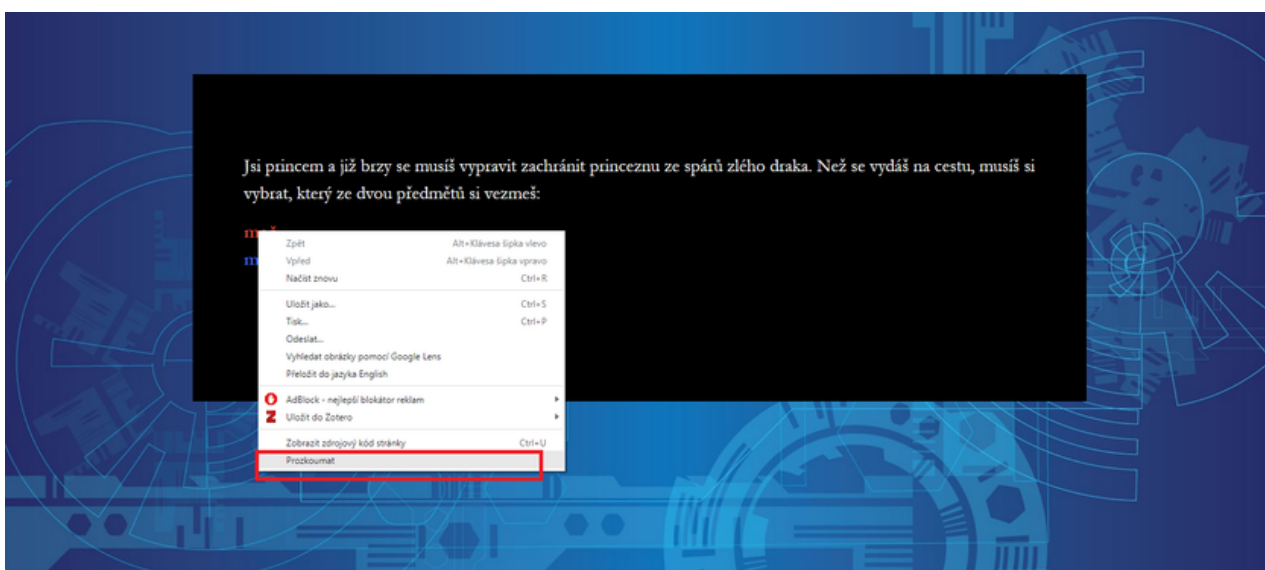 Jsi princem a již brzy se musíš vypravit zachránit princeznu ze spárů zlého draka. Než se vydáš na cestu, musíš si
vybrat, který ze dvou předmětů si vezmeš:
Zpět Alt+Klávesa šipka vlevo
Vpřed Alt+Klávesa šipka vpravo
Načíst znovu Ctrl+R
Uložit jako... Ctrl+S
Tisk... Ctrl+P
Odeslat...
Vyhledat obrázky pomocí Google Lens
Přeložit do jazyka English
AdBlock - nejlepší blokátor reklam
Uložit do Zotero
Zobrazit zdrojový kód stránky Ctrl+U
Prozkoumat